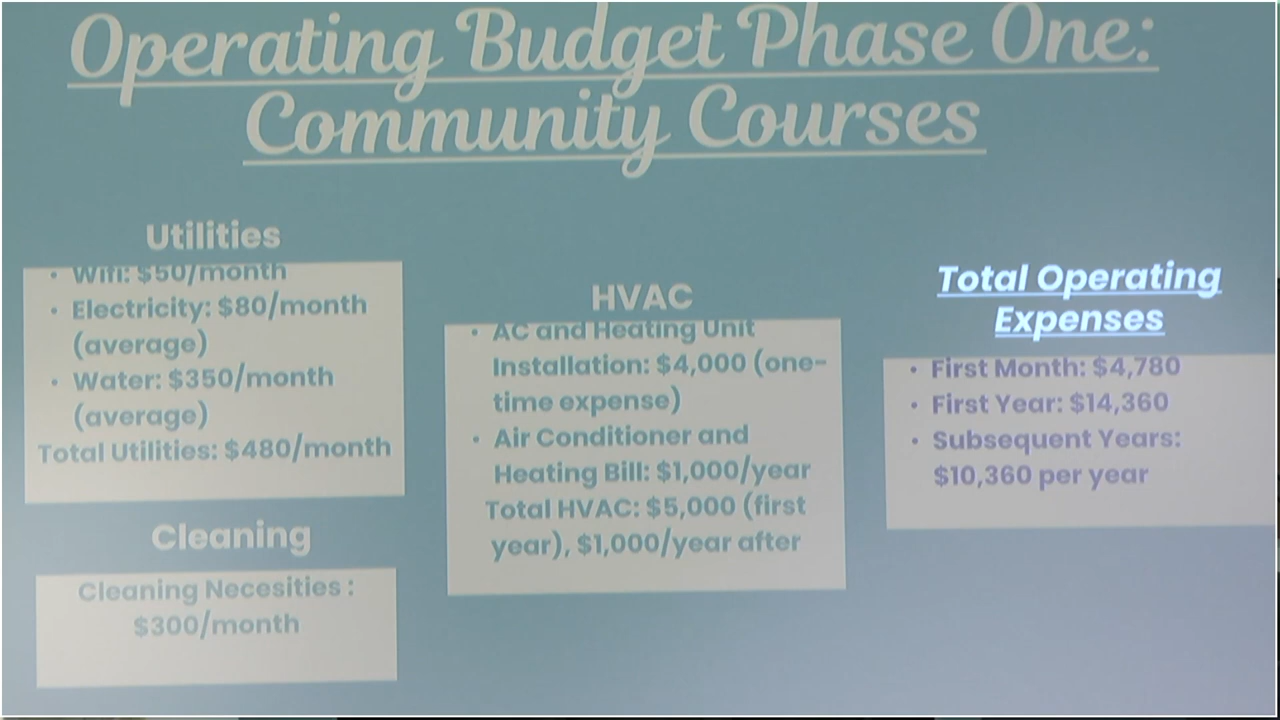 Operating Budget Phase One:
Community Courses
Utilities
• Wifi: $50/month
• Electricity: $80/month
(average)
• Water: $350/month
(average)
Total Utilities: $480/month
Cleaning
Cleaning Necesities :
$300/month
HVAC
• AC and Heating Unit
Installation: $4,000 (one-
time expense)
• Air Conditioner and
Heating Bill: $1,000/year
Total HVAC: $5,000 (first
year), $1,000/year after
Total Operating
Expenses
• First Month: $4,780
• First Year: $14,360
• Subsequent Years:
$10,360 per year